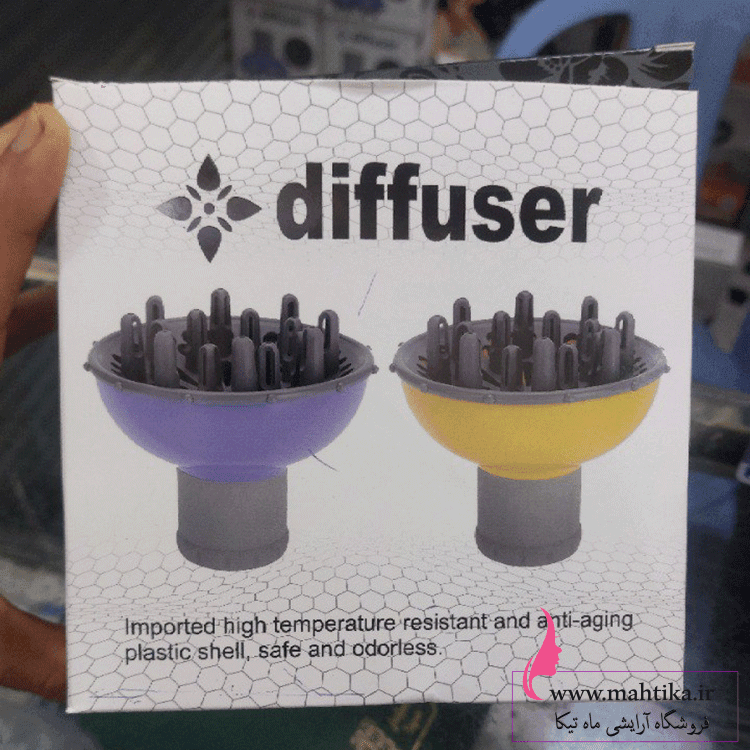 diffuser
Imported high temperature resistant and anti-aging
plastic shell, safe and odorless.
www.mahtika.ir
فروشگاه آرایشی ماه تیکا